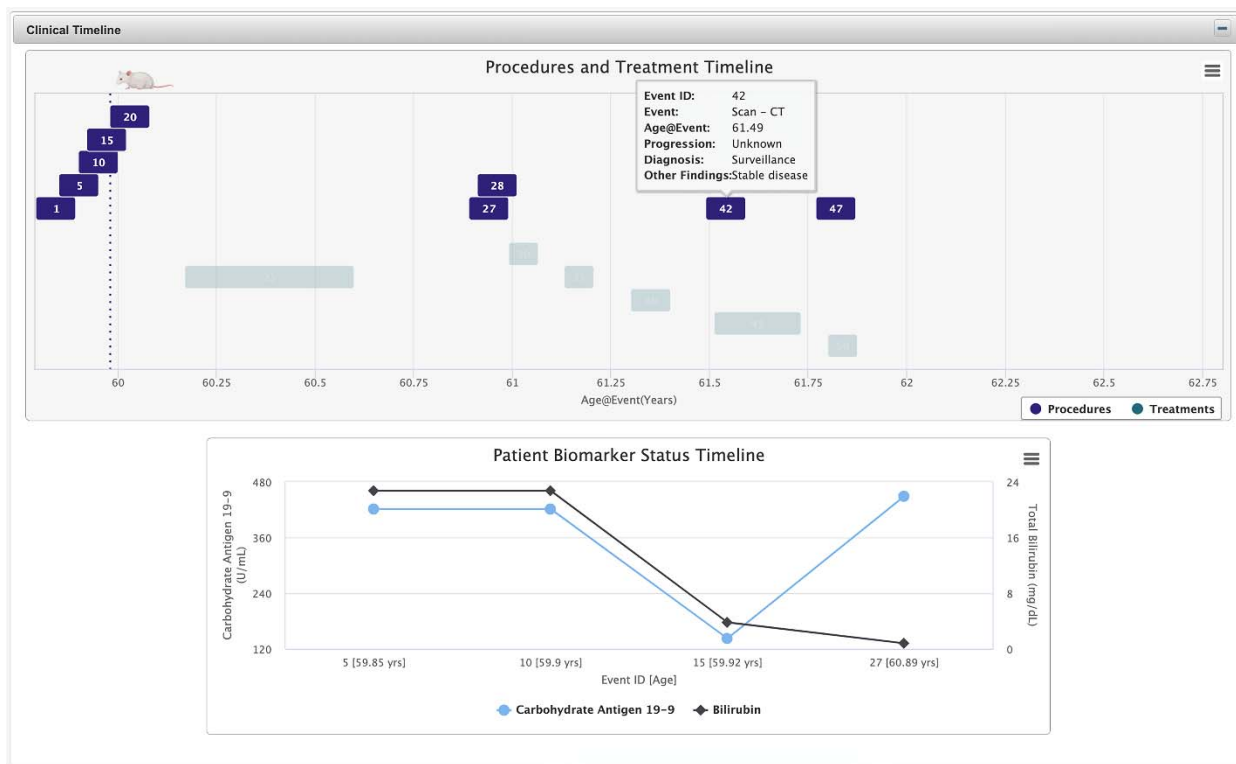 Clinical Timeline
Procedures and Treatment Timeline
Event ID: 42
Event: Scan - CT
Age@Event: 61.49
Progression: Unknown
Diagnosis: Surveillance
Other Findings:Stable disease
20
15
10
5
28
1
27
42
47
60
60.25
60.5
60.75
61
61.25
61.5
61.75
62
62.25
62.5
62.75
Age@Event(Years)
Procedures
Treatments
Patient Biomarker Status Timeline
Carbohydrate Antigen 19-9
(U/mL)
480
360
240
120
24
16
8
0
Total Bilirubin (mg/dL)
5 [59.85 yrs]
10 [59.9 yrs]
15 [59.92 yrs]
27 [60.89 yrs]
Event ID [Age]
Carbohydrate Antigen 19-9
Bilirubin